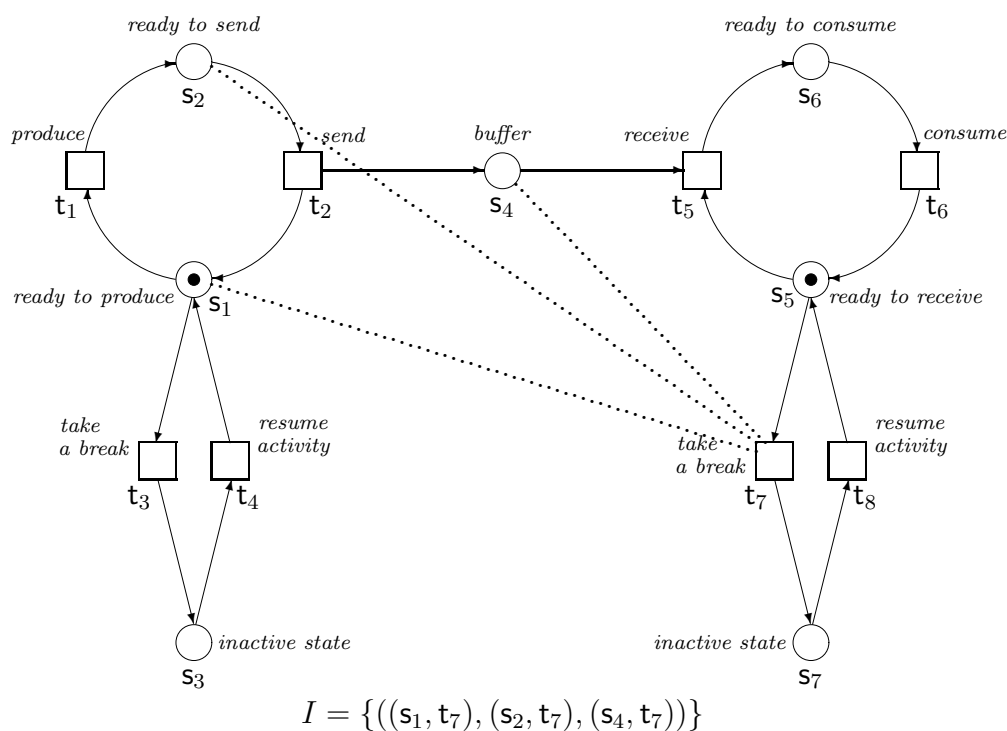 ready to send
ready to consume
s2
s6
produce
send
buffer
receive
consume
t1
t2
s4
t5
t6
ready to produce
s1
s5
ready to receive
take
a break
resume
activity
take
a break
resume
activity
t3
t4
t7
t8
inactive state
inactive state
s3
s7
I = {((s1, t7), (s2, t7), (s4, t7))}